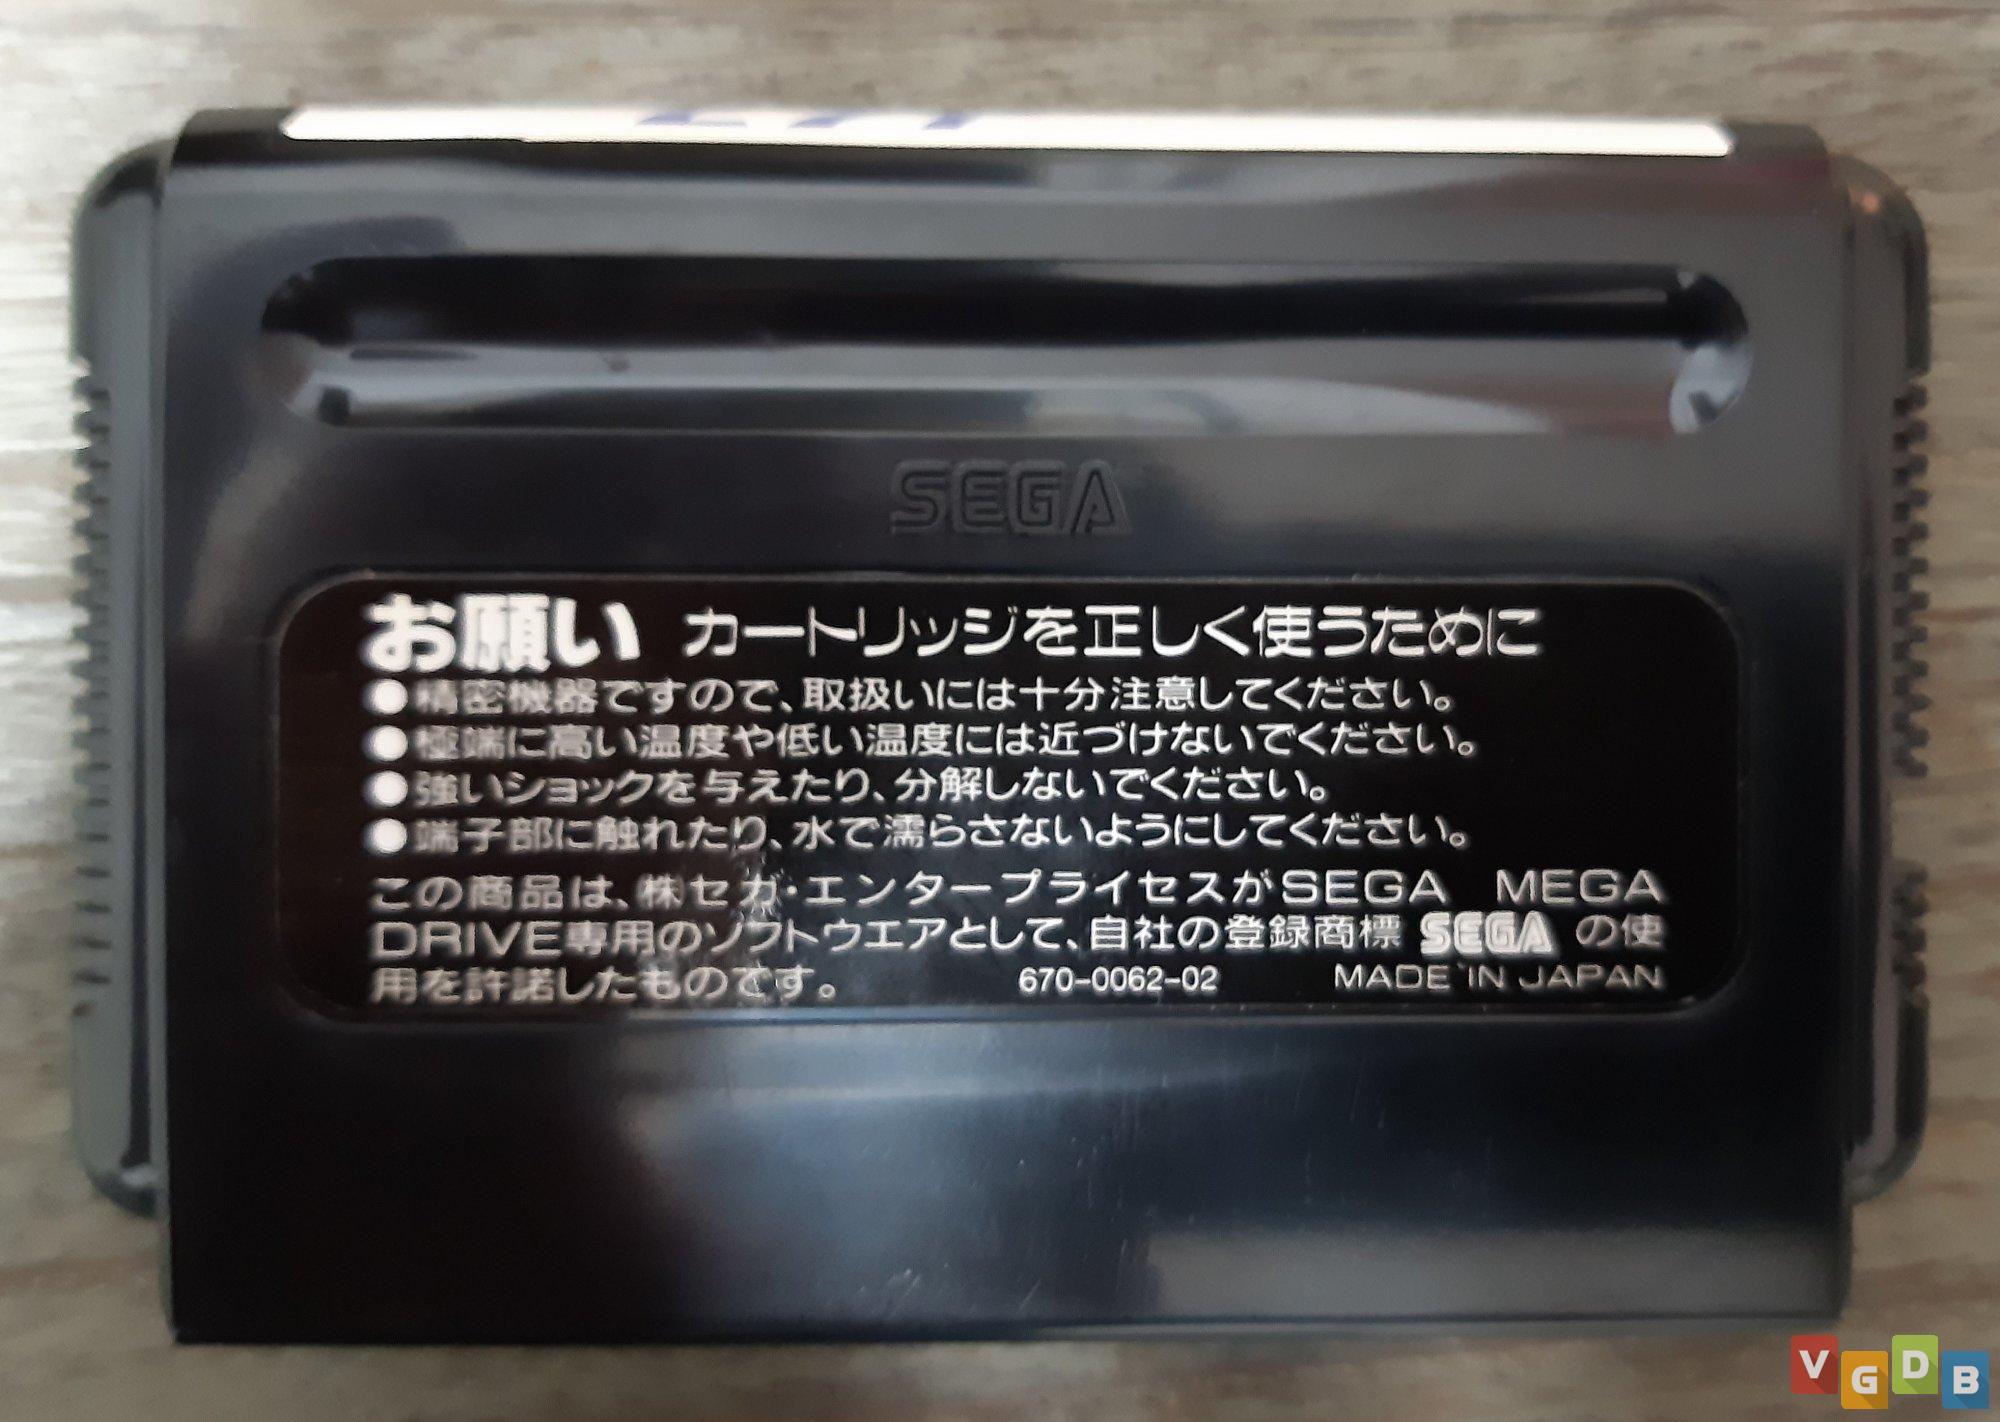 SEGA
お願い カートリッジを正しく使うために
●精密機器ですので、取扱いには十分注意してください。
●極端に高い温度や低い温度には近づけないでください。
●強いショックを与えたり、分解しないでください。
●端子部に触れたり、水で濡らさないようにしてください。
この商品は、㈱セガ・エンタープライセスがSEGA MEGA
DRIVE専用のソフトウエアとして、自社の登録商標 SEGA の使
用を許諾したものです。 670-0062-02 MADE IN JAPAN
VGDB